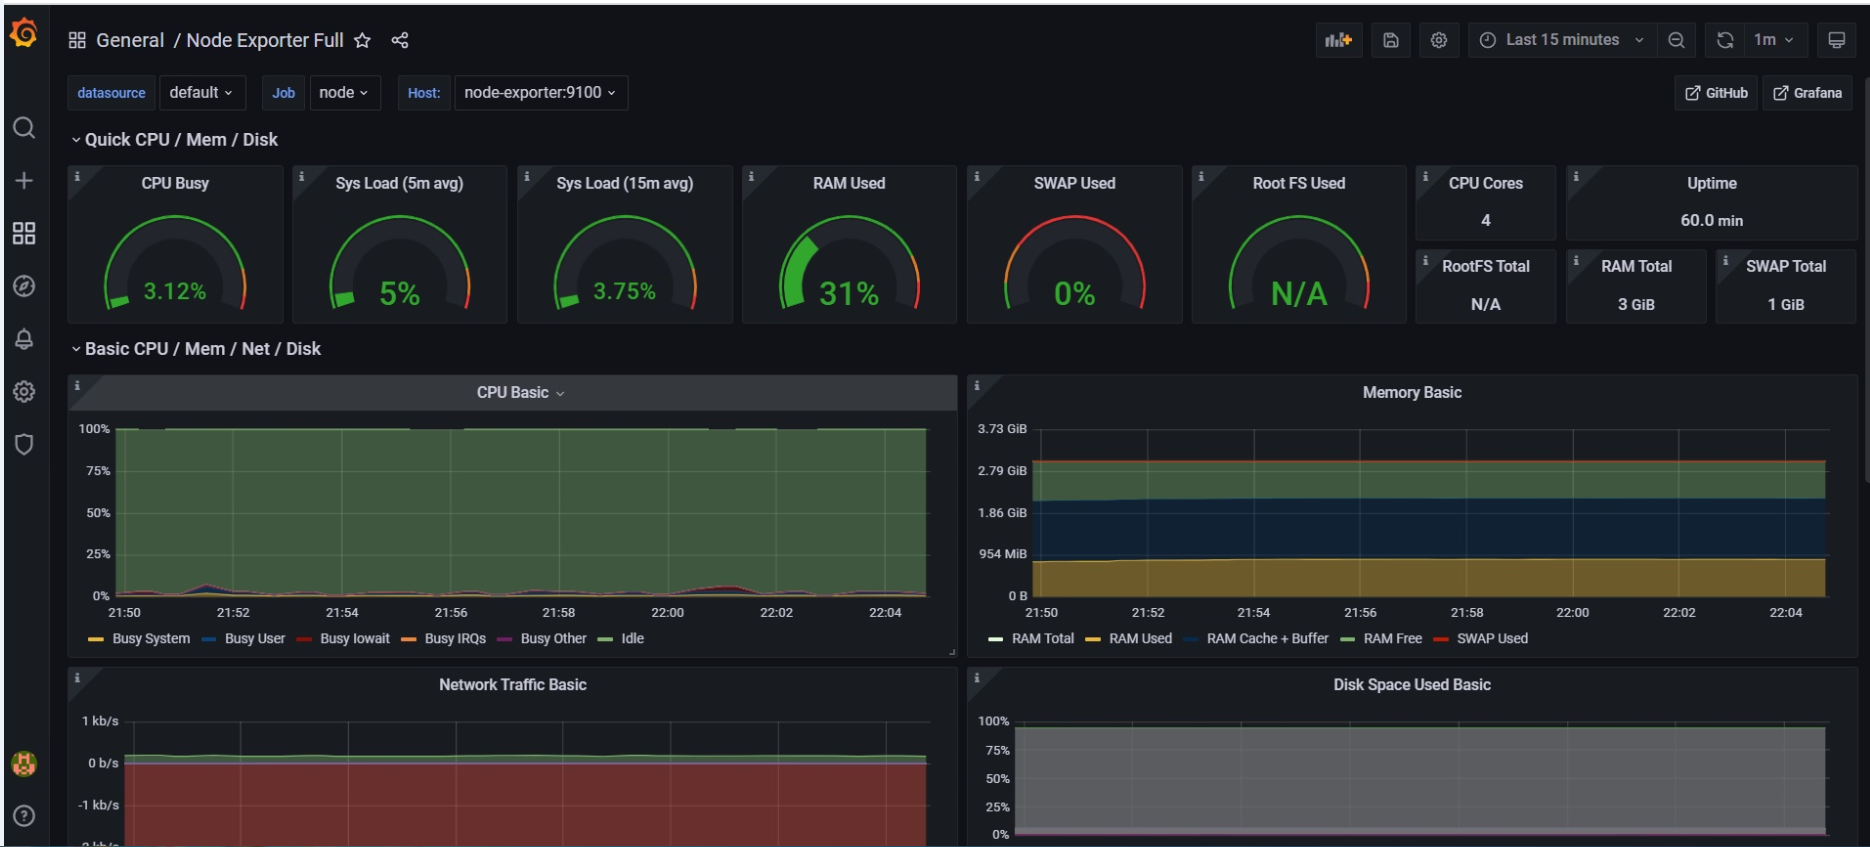 General / Node Exporter Full
Last 15 minutes
1m
datasource default Job node Host: node-exporter:9100
GitHub Grafana
Quick CPU / Mem / Disk
CPU Busy
3.12%
Sys Load (5m avg)
5%
Sys Load (15m avg)
3.75%
RAM Used
31%
SWAP Used
0%
Root FS Used
N/A
CPU Cores
4
Uptime
60.0 min
RootFS Total
N/A
RAM Total
3 GiB
SWAP Total
1 GiB
Basic CPU / Mem / Net / Disk
CPU Basic
100%
75%
50%
25%
0%
21:50 21:52 21:54 21:56 21:58 22:00 22:02 22:04
Busy System Busy User Busy Iowait Busy IRQs Busy Other Idle
Memory Basic
3.73 GiB
2.79 GiB
1.86 GiB
954 MiB
0 B
21:50 21:52 21:54 21:56 21:58 22:00 22:02 22:04
RAM Total RAM Used RAM Cache + Buffer RAM Free SWAP Used
Network Traffic Basic
1 kb/s
0 b/s
-1 kb/s
Disk Space Used Basic
100%
75%
50%
25%
0%